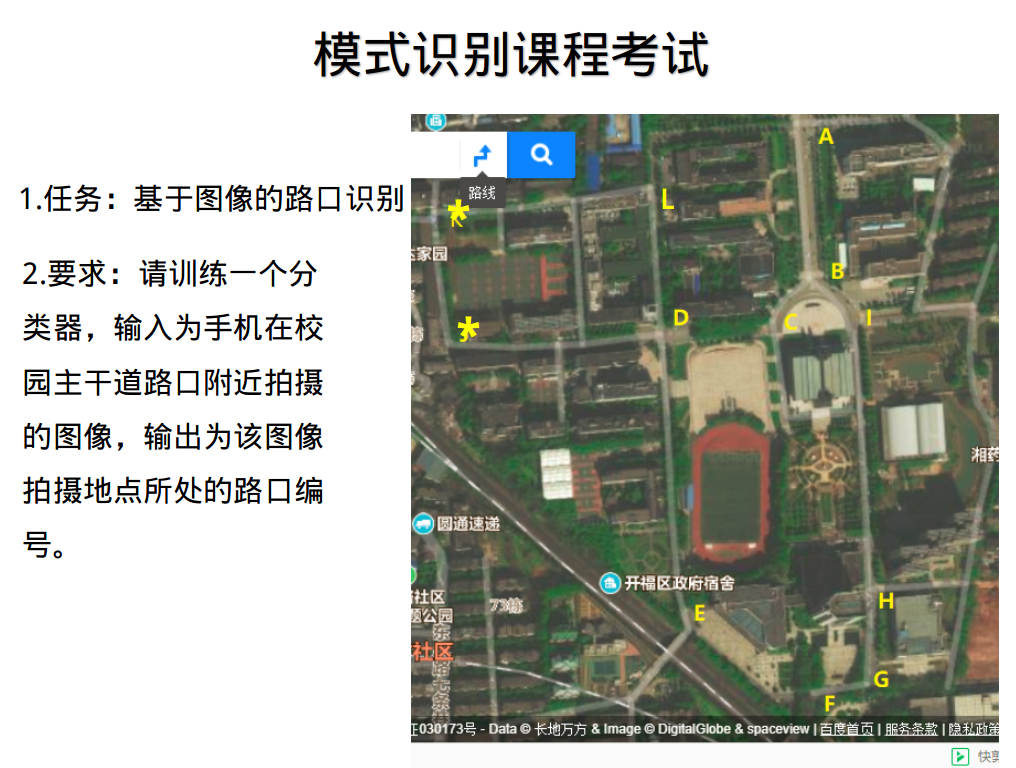 模式识别课程考试
1.任务：基于图像的路口识别
2.要求：请训练一个分
类器，输入为手机在校
园主干道路口附近拍摄
的图像，输出为该图像
拍摄地点所处的路口编
号。
A
路线
L
*
K
家园
B
D
C
I
*
J
湘药
圆通速递
开福区政府宿舍
社区
73栋
公园
E
H
社区
G
F
030173号 - Data © 长地万方 & Image © DigitalGlobe & spaceview | 百度首页 | 服务条款 | 隐私政策
快剪